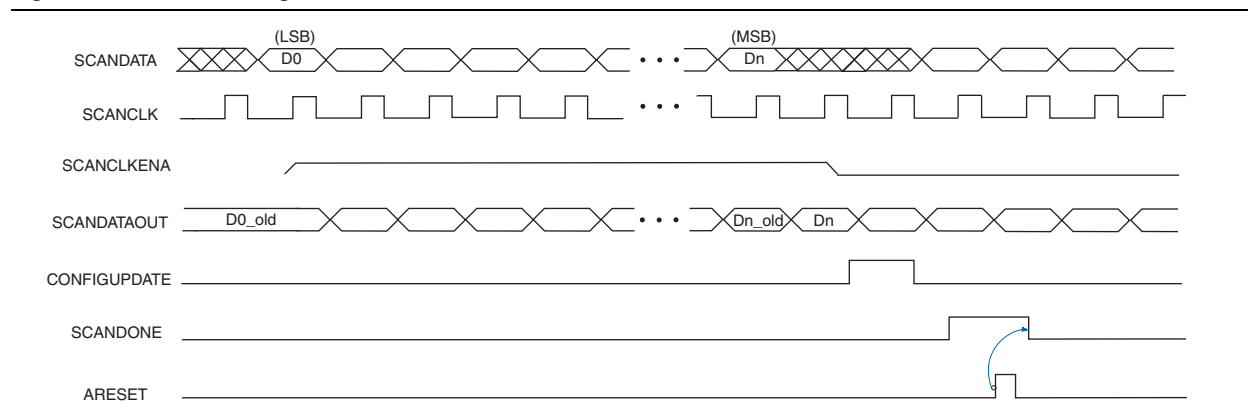 (LSB)
(MSB)
SCANDATA
D0
Dn
SCANCLK
SCANCLKENA
SCANDATAOUT
D0_old
Dn_old
Dn
CONFIGUPDATE
SCANDONE
ARESET